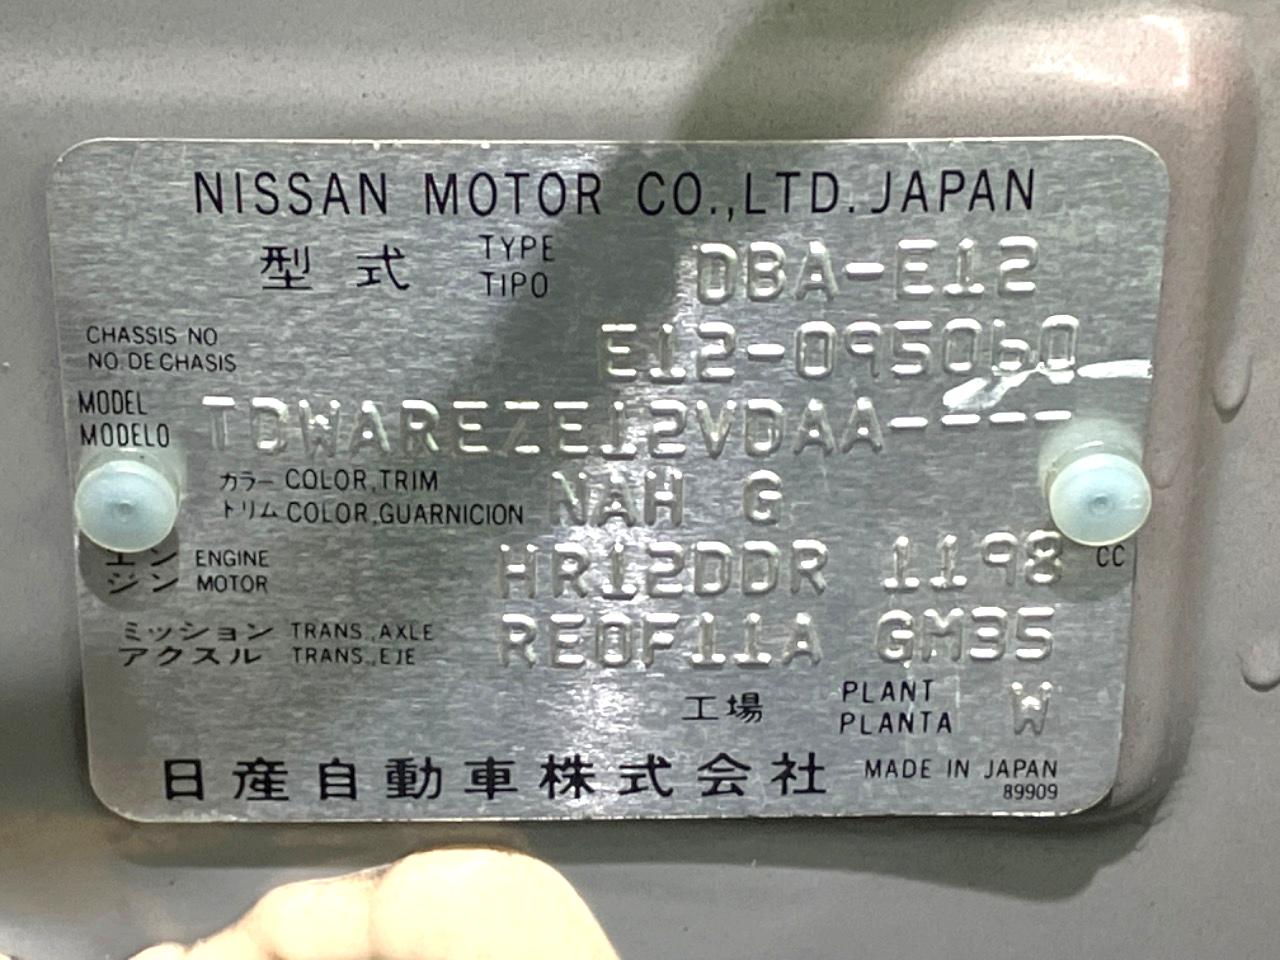 NISSAN MOTOR CO.,LTD. JAPAN
型式 TYPE TIPO DBA-E12
CHASSIS NO NO. DE CHASIS E12-095060
MODEL MODELO TDWAREZE12VDAA----
カラー COLOR, TRIM
トリム COLOR, GUARNICION NAH G
エン ENGINE
ジン MOTOR HR12DDR 1198 CC
ミッション TRANS., AXLE
アクスル TRANS., EJE RE0F11A GM35
工場 PLANT PLANTA W
日産自動車株式会社 MADE IN JAPAN
89909